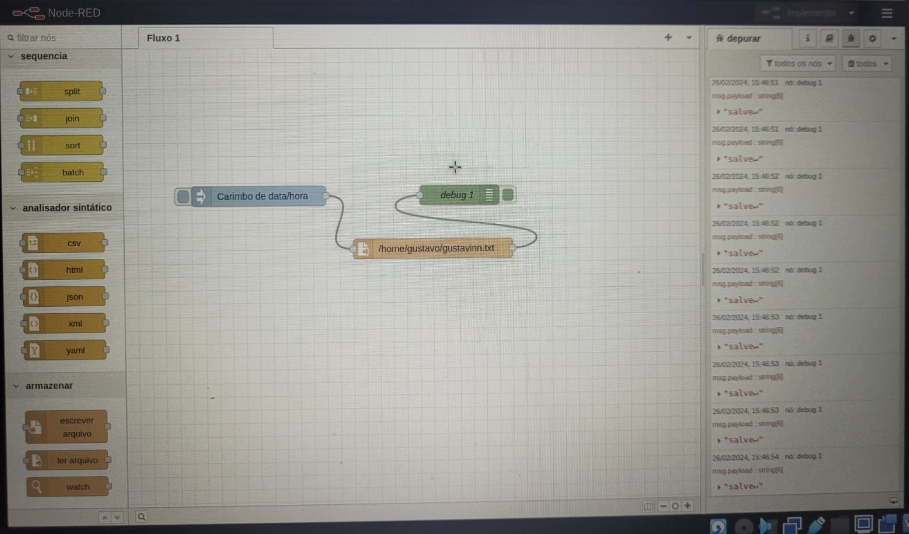 Node-RED
Implementar
filtrar nós
Fluxo 1
depurar
todos os nós
todos
sequencia
split
join
sort
batch
analisador sintático
csv
html
json
xml
yaml
armazenar
escrever
arquivo
ler arquivo
watch
Carimbo de data/hora
debug 1
/home/gustavo/gustavinn.txt
26/02/2024, 15:46:51 nó: debug 1
msg.payload : string[6]
"salve↵"
26/02/2024, 15:46:51 nó: debug 1
msg.payload : string[6]
"salve↵"
26/02/2024, 15:46:52 nó: debug 1
msg.payload : string[6]
"salve↵"
26/02/2024, 15:46:52 nó: debug 1
msg.payload : string[6]
"salve↵"
26/02/2024, 15:46:52 nó: debug 1
msg.payload : string[6]
"salve↵"
26/02/2024, 15:46:53 nó: debug 1
msg.payload : string[6]
"salve↵"
26/02/2024, 15:46:53 nó: debug 1
msg.payload : string[6]
"salve↵"
26/02/2024, 15:46:53 nó: debug 1
msg.payload : string[6]
"salve↵"
26/02/2024, 15:46:54 nó: debug 1
msg.payload : string[6]
"salve↵"